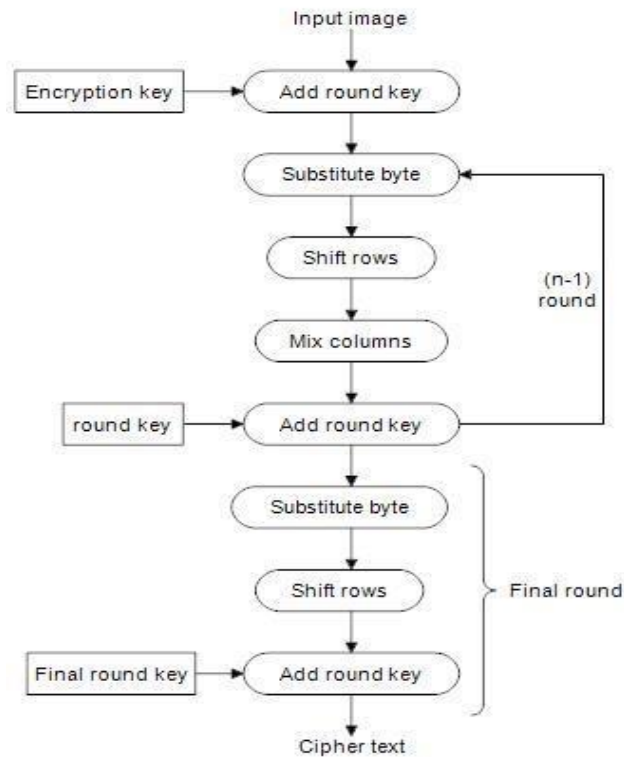 Input image
Encryption key
Add round key
Substitute byte
Shift rows
(n-1)
round
Mix columns
round key
Add round key
Substitute byte
Shift rows
Final round
Final round key
Add round key
Cipher text